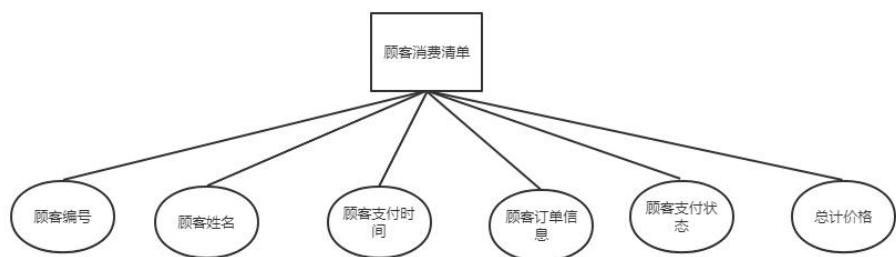 顾客消费清单
顾客编号
顾客姓名
顾客支付时
间
顾客订单信
息
顾客支付状
态
总计价格